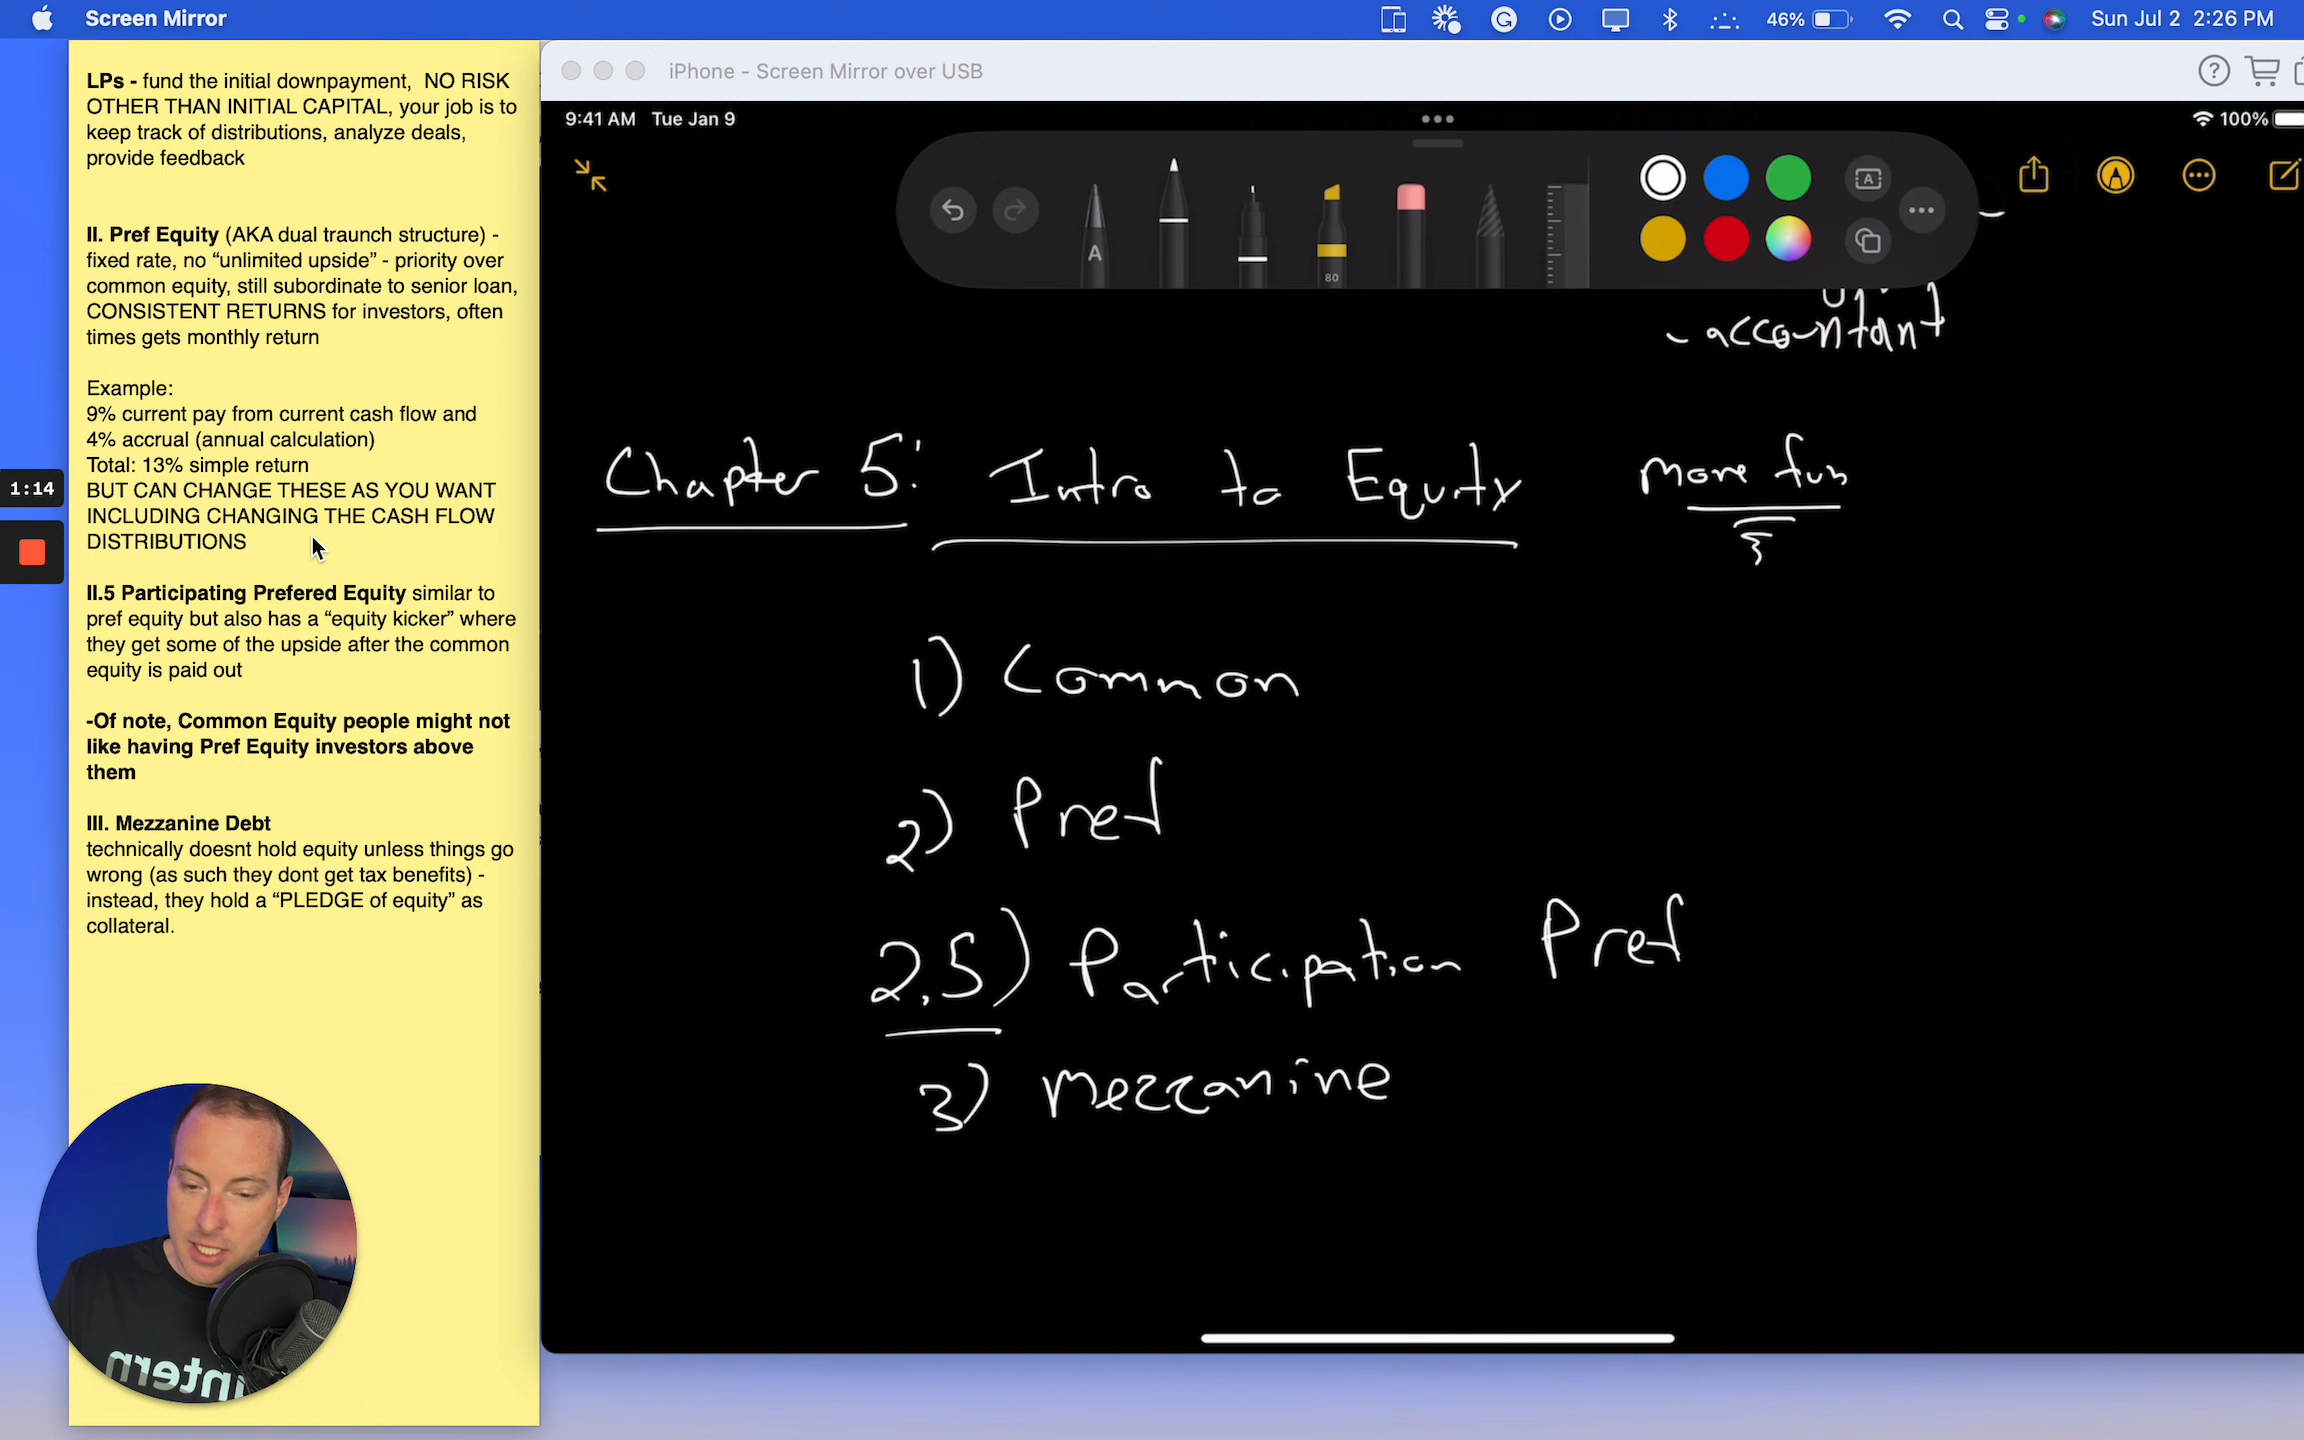 Screen Mirror
46%
Sun Jul 2 2:26 PM
LPs - fund the initial downpayment, NO RISK
OTHER THAN INITIAL CAPITAL, your job is to
keep track of distributions, analyze deals,
provide feedback
II. Pref Equity (AKA dual traunch structure) -
fixed rate, no “unlimited upside” - priority over
common equity, still subordinate to senior loan,
CONSISTENT RETURNS for investors, often
times gets monthly return
Example:
9% current pay from current cash flow and
4% accrual (annual calculation)
Total: 13% simple return
BUT CAN CHANGE THESE AS YOU WANT
INCLUDING CHANGING THE CASH FLOW
DISTRIBUTIONS
II.5 Participating Prefered Equity similar to
pref equity but also has a “equity kicker” where
they get some of the upside after the common
equity is paid out
-Of note, Common Equity people might not
like having Pref Equity investors above
them
III. Mezzanine Debt
technically doesnt hold equity unless things go
wrong (as such they dont get tax benefits) -
instead, they hold a “PLEDGE of equity” as
collateral.
1:14
intern
iPhone - Screen Mirror over USB
9:41 AM Tue Jan 9
100%
A
80
A
- accountant
Chapter 5: Intro to Equity More fun
1) Common
2) Pref
2.5) Participation Pref
3) Mezzanine